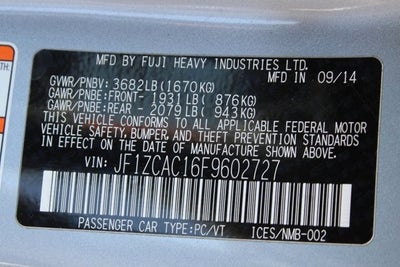 MFD BY FUJI HEAVY INDUSTRIES LTD.
MFD IN 09/14
GVWR/PNBV: 3682LB (1670KG)
GAWR/PNBE:FRONT- 1931LB ( 876KG)
GAWR/PNBE:REAR - 2079LB ( 943KG)
THIS VEHICLE CONFORMS TO ALL APPLICABLE FEDERAL MOTOR
VEHICLE SAFETY, BUMPER, AND THEFT PREVENTION STANDARDS
IN EFFECT ON THE DATE OF MANUFACTURE SHOWN ABOVE.
VIN: JF1ZCAC16F9602727
PASSENGER CAR TYPE:PC/VT ICES/NMB-002